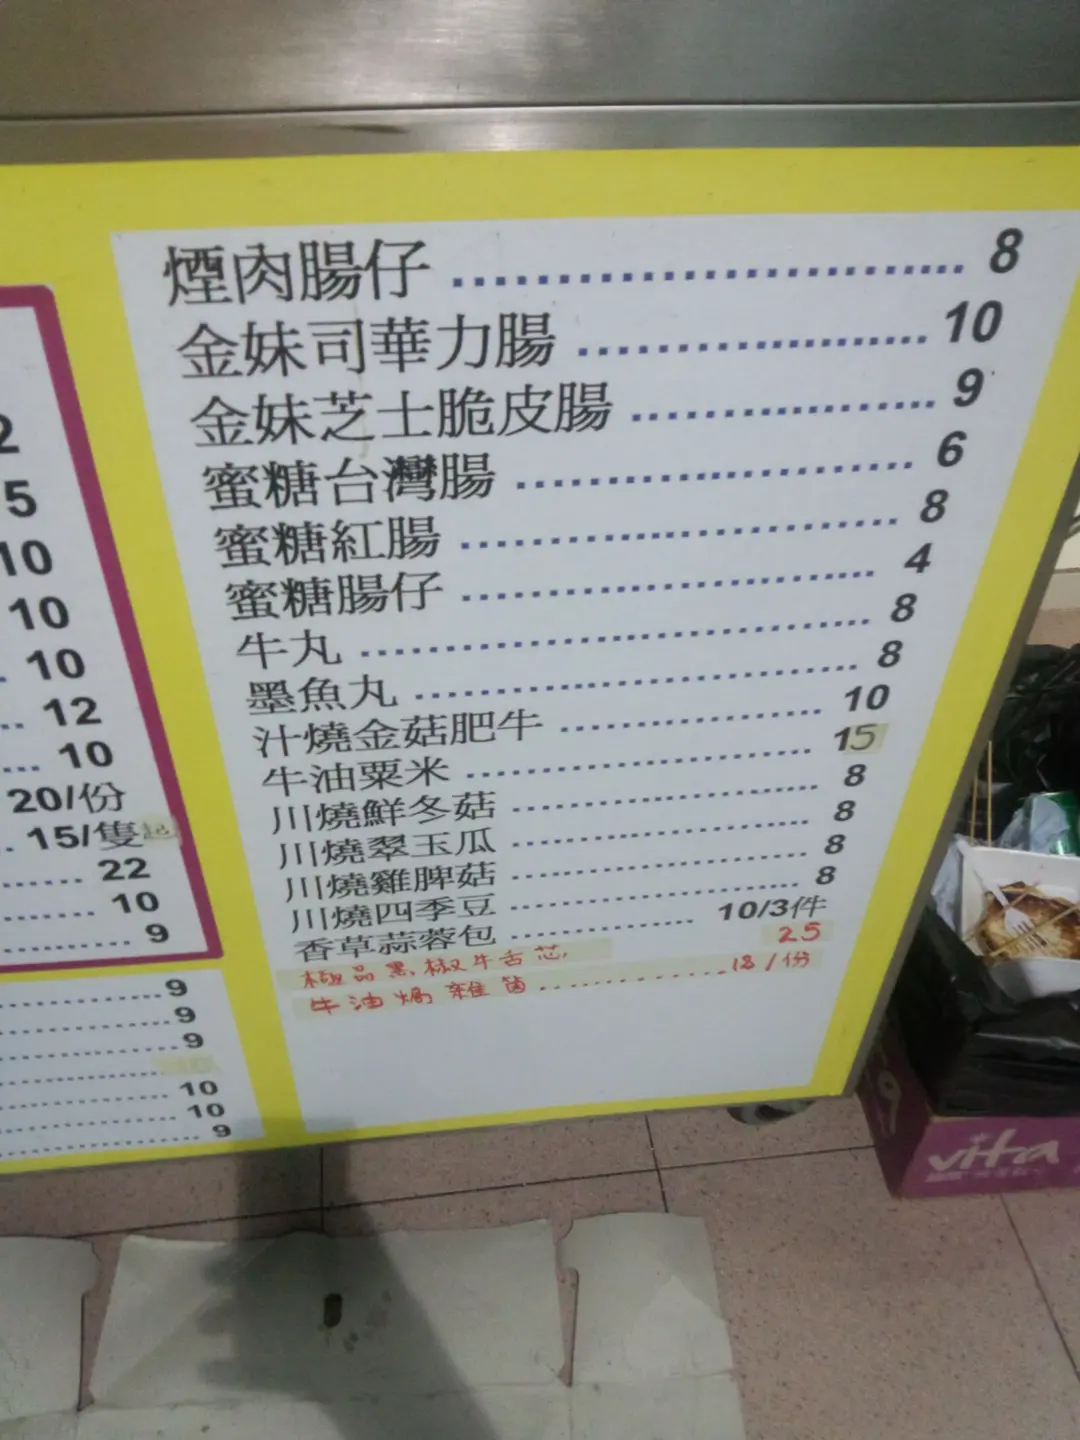 煙肉腸仔 8
金妹司華力腸 10
金妹芝士脆皮腸 9
蜜糖台灣腸 6
蜜糖紅腸 8
蜜糖腸仔 4
牛丸 8
墨魚丸 8
汁燒金菇肥牛 10
牛油粟米 15
川燒鮮冬菇 8
川燒翠玉瓜 8
川燒雞脾菇 8
川燒四季豆 8
香草蒜蓉包 10/3件
極品黑椒牛舌芯 25
牛油焗雜菌 18/份
2
5
10
10
10
12
10
20/份
15/隻起
22
10
9
9
9
9
10
10
9
vita